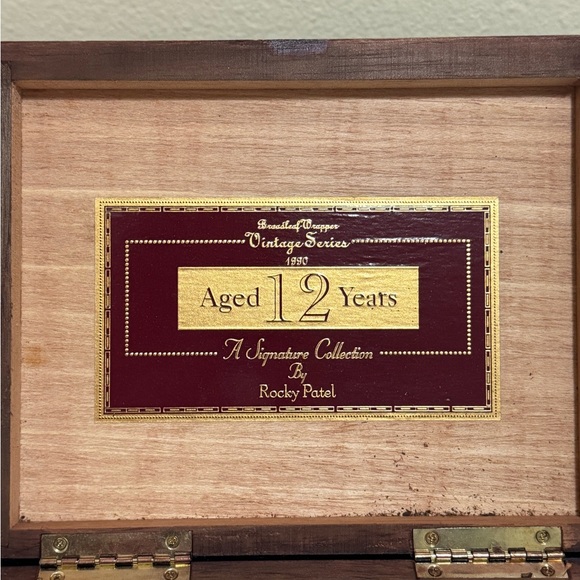 Broadleaf Wrapper
Vintage Series
1990
Aged 12 Years
A Signature Collection
By
Rocky Patel